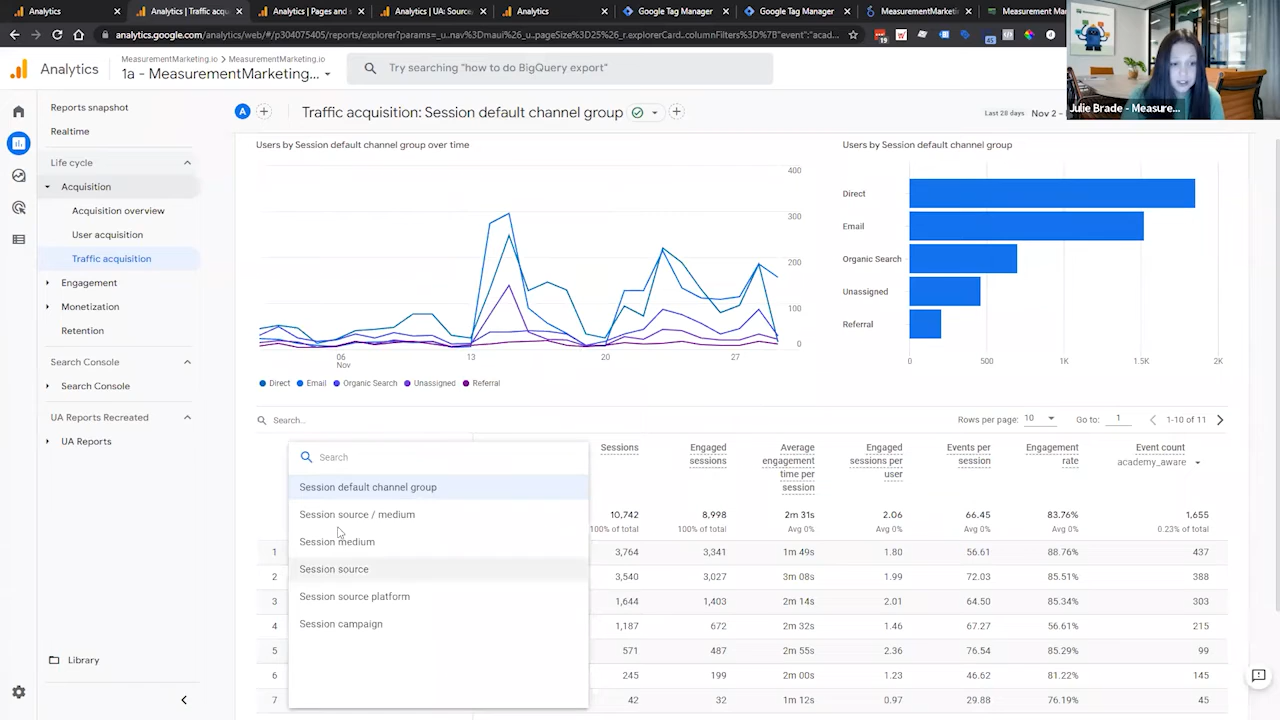 Analytics
Analytics | Traffic acqu
Analytics | Pages and s
Analytics | UA: Source
Analytics
Google Tag Manager
Google Tag Manager
MeasurementMarketin
Measurement Mar
analytics.google.com/analytics/web/#/p304075405/reports/explorer?params=_u..nav%3Dmaui%26_u..pageSize%3D25%26_r.explorerCard..columnFilters%3D%7B"event":"acad...
19
45
Analytics
MeasurementMarketing.io > MeasurementMarketing.io
1a - MeasurementMarketing...
Try searching "how to do BigQuery export"
Julie Brade - Measure...
Reports snapshot
Realtime
Life cycle
Acquisition
Acquisition overview
User acquisition
Traffic acquisition
Engagement
Monetization
Retention
Search Console
Search Console
UA Reports Recreated
UA Reports
Library
A
Traffic acquisition: Session default channel group
Last 28 days Nov 2 -
Users by Session default channel group over time
400
300
200
100
0
06
Nov
13
20
27
Direct Email Organic Search Unassigned Referral
Users by Session default channel group
Direct
Email
Organic Search
Unassigned
Referral
0 500 1K 1.5K 2K
Search...
Rows per page: 10 Go to: 1 1-10 of 11
Search
Session default channel group
Session source / medium
Session medium
Session source
Session source platform
Session campaign
Sessions
Engaged sessions
Average engagement time per session
Engaged sessions per user
Events per session
Engagement rate
Event count
academy_aware
10,742 8,998 2m 31s 2.06 66.45 83.76% 1,655
100% of total 100% of total Avg 0% Avg 0% Avg 0% Avg 0% 0.23% of total
1 3,764 3,341 1m 49s 1.80 56.61 88.76% 437
2 3,540 3,027 3m 08s 1.99 72.03 85.51% 388
3 1,644 1,403 2m 14s 2.01 64.50 85.34% 303
4 1,187 672 2m 32s 1.46 67.27 56.61% 215
5 571 487 2m 55s 2.36 76.54 85.29% 99
6 245 199 2m 00s 1.23 46.62 81.22% 145
7 42 32 1m 12s 0.97 29.88 76.19% 45